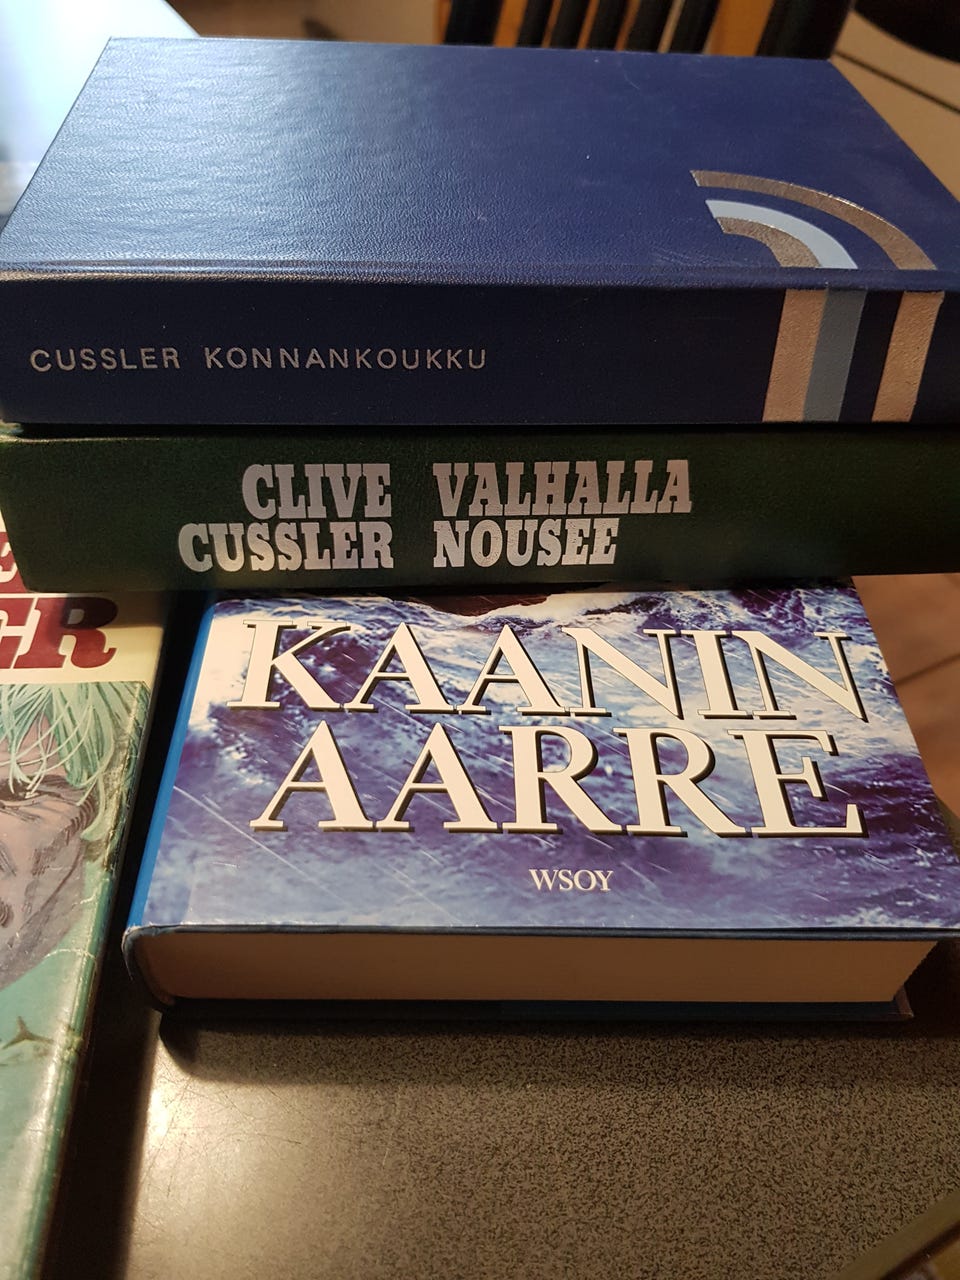 CUSSLER KONNANKOUKKU
CLIVE VALHALLA
CUSSLER NOUSEE
KAANIN
AARRE
WSOY